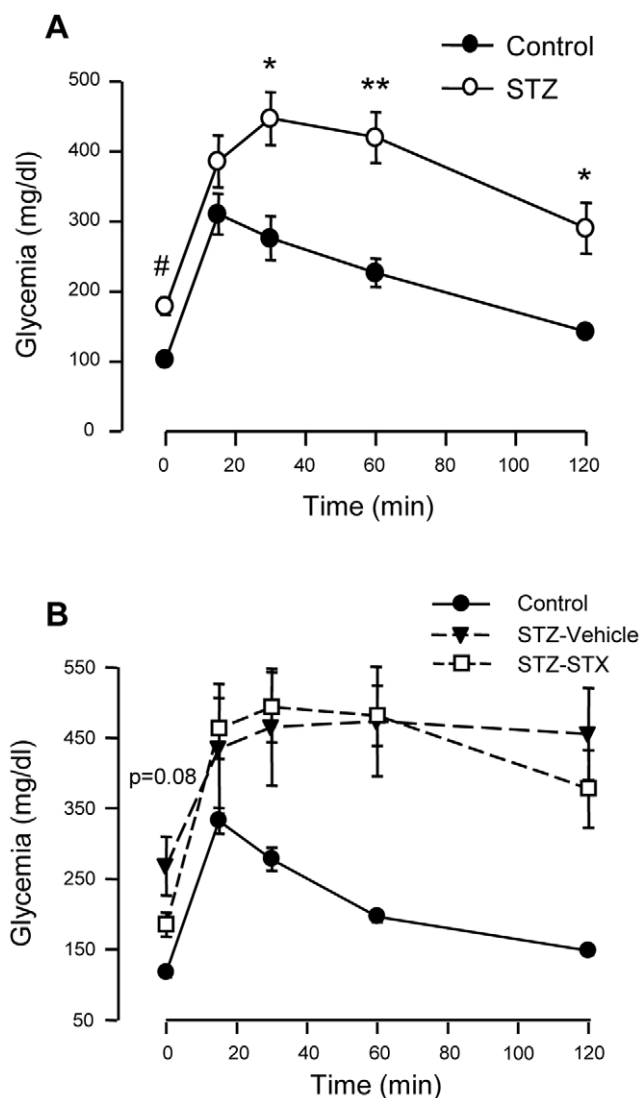 A
Control
STZ
500
400
300
200
100
0
Glycemia (mg/dl)
#
*
**
*
0 20 40 60 80 100 120
Time (min)
B
Control
STZ-Vehicle
STZ-STX
550
450
350
250
150
50
Glycemia (mg/dl)
p=0.08
0 20 40 60 80 100 120
Time (min)